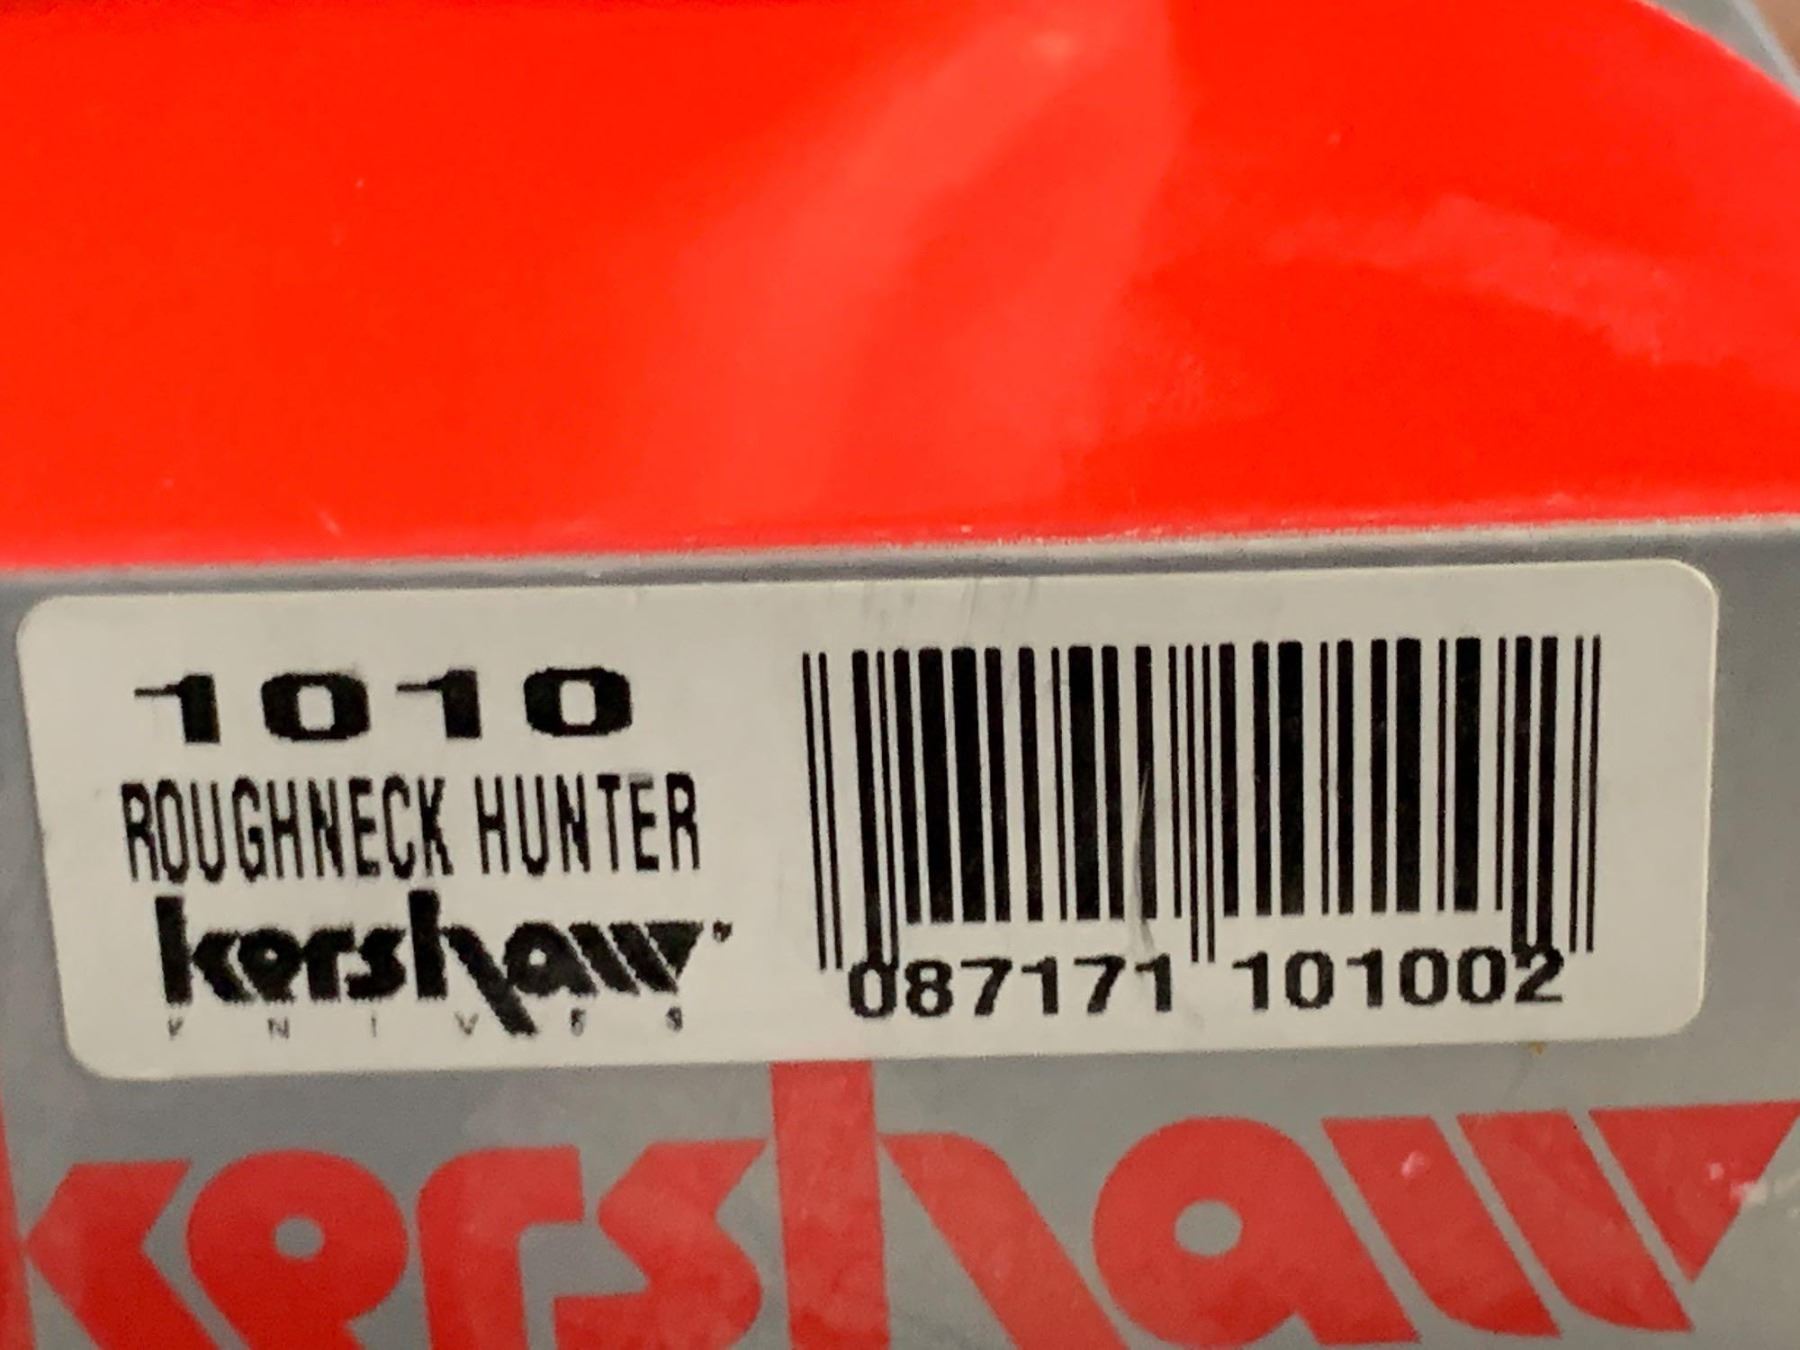 1010
ROUGHNECK HUNTER
kershaw
KNIVES
087171 101002
kershaw